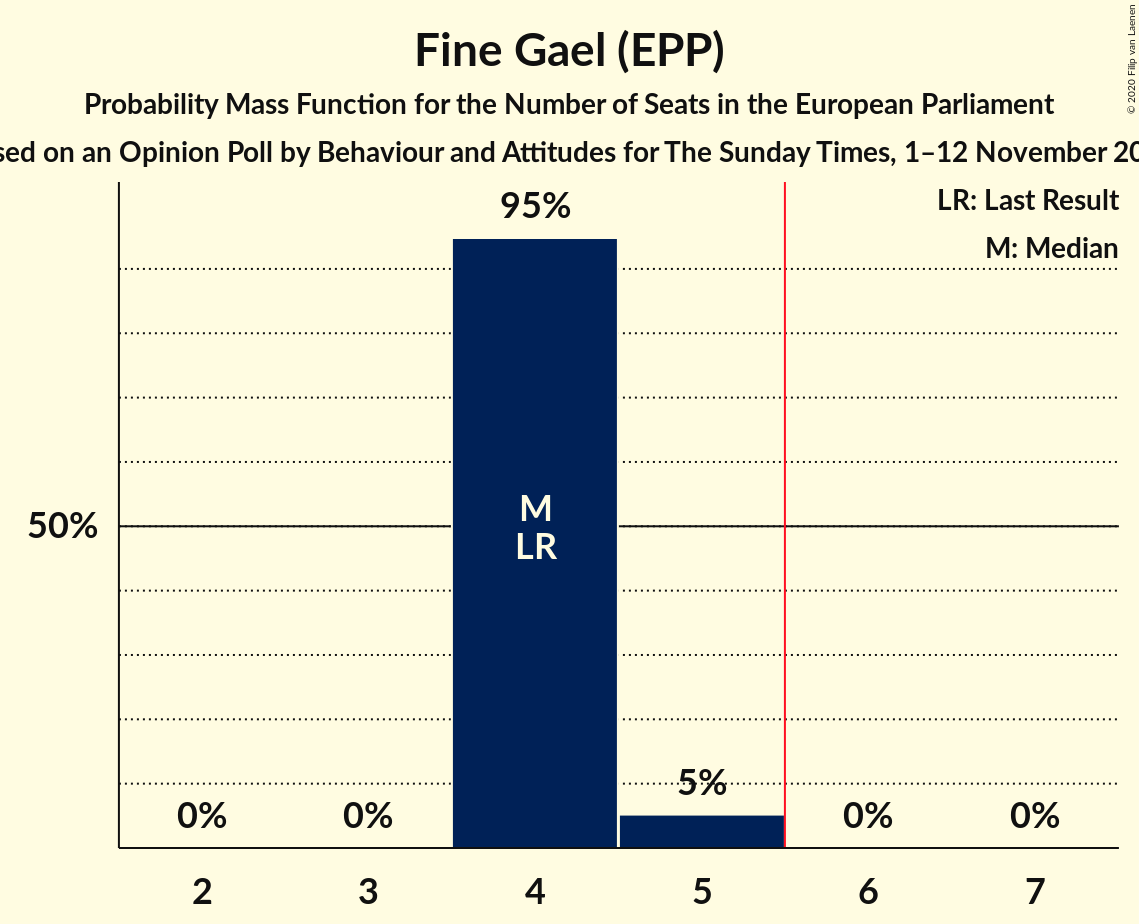 Fine Gael (EPP)
Probability Mass Function for the Number of Seats in the European Parliament
on an Opinion Poll by Behaviour and Attitudes for The Sunday Times, 1–12 November
© 2020 Filip van Laenen
LR: Last Result
M: Median
95%
50%
M
LR
5%
0%
0%
0%
0%
2
3
4
5
6
7